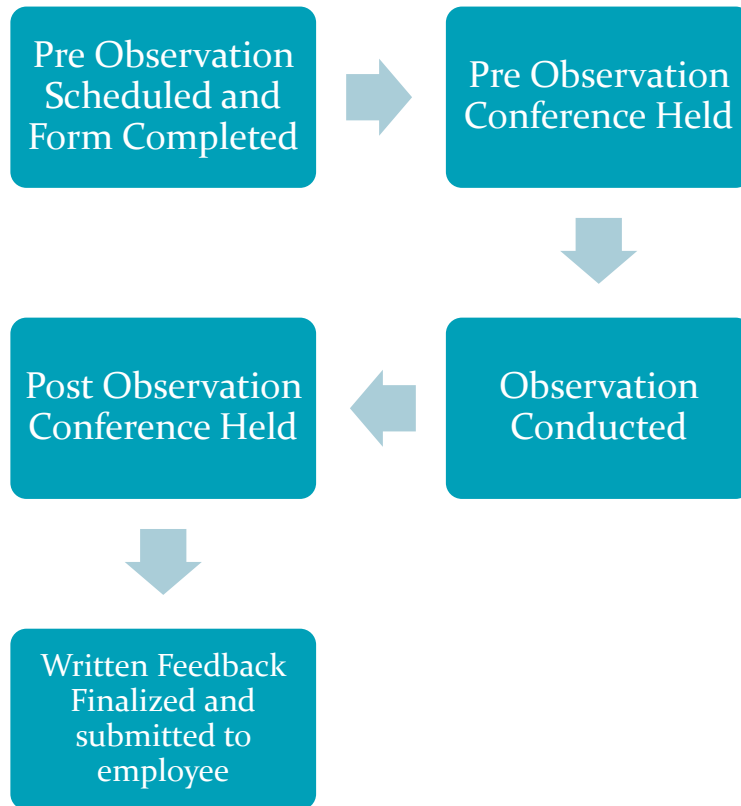 Pre Observation
Scheduled and
Form Completed
Pre Observation
Conference Held
Observation
Conducted
Post Observation
Conference Held
Written Feedback
Finalized and
submitted to
employee